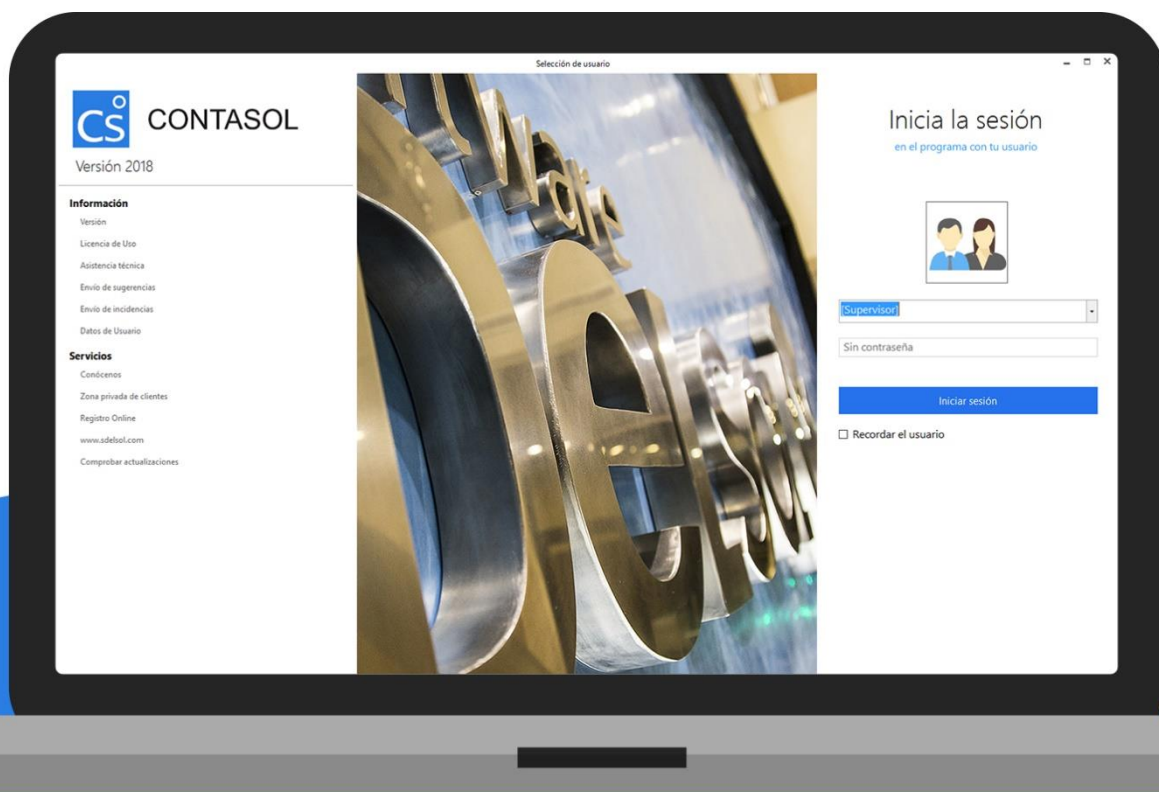 Selección de usuario
CS
CONTASOL
Versión 2018
Información
Versión
Licencia de Uso
Asistencia técnica
Envío de sugerencias
Envío de incidencias
Datos de Usuario
Servicios
Conócenos
Zona privada de clientes
Registro Online
www.sdelsol.com
Comprobar actualizaciones
Software
DELSOL
Inicia la sesión
en el programa con tu usuario
[Supervisor]
Sin contraseña
Iniciar sesión
Recordar el usuario